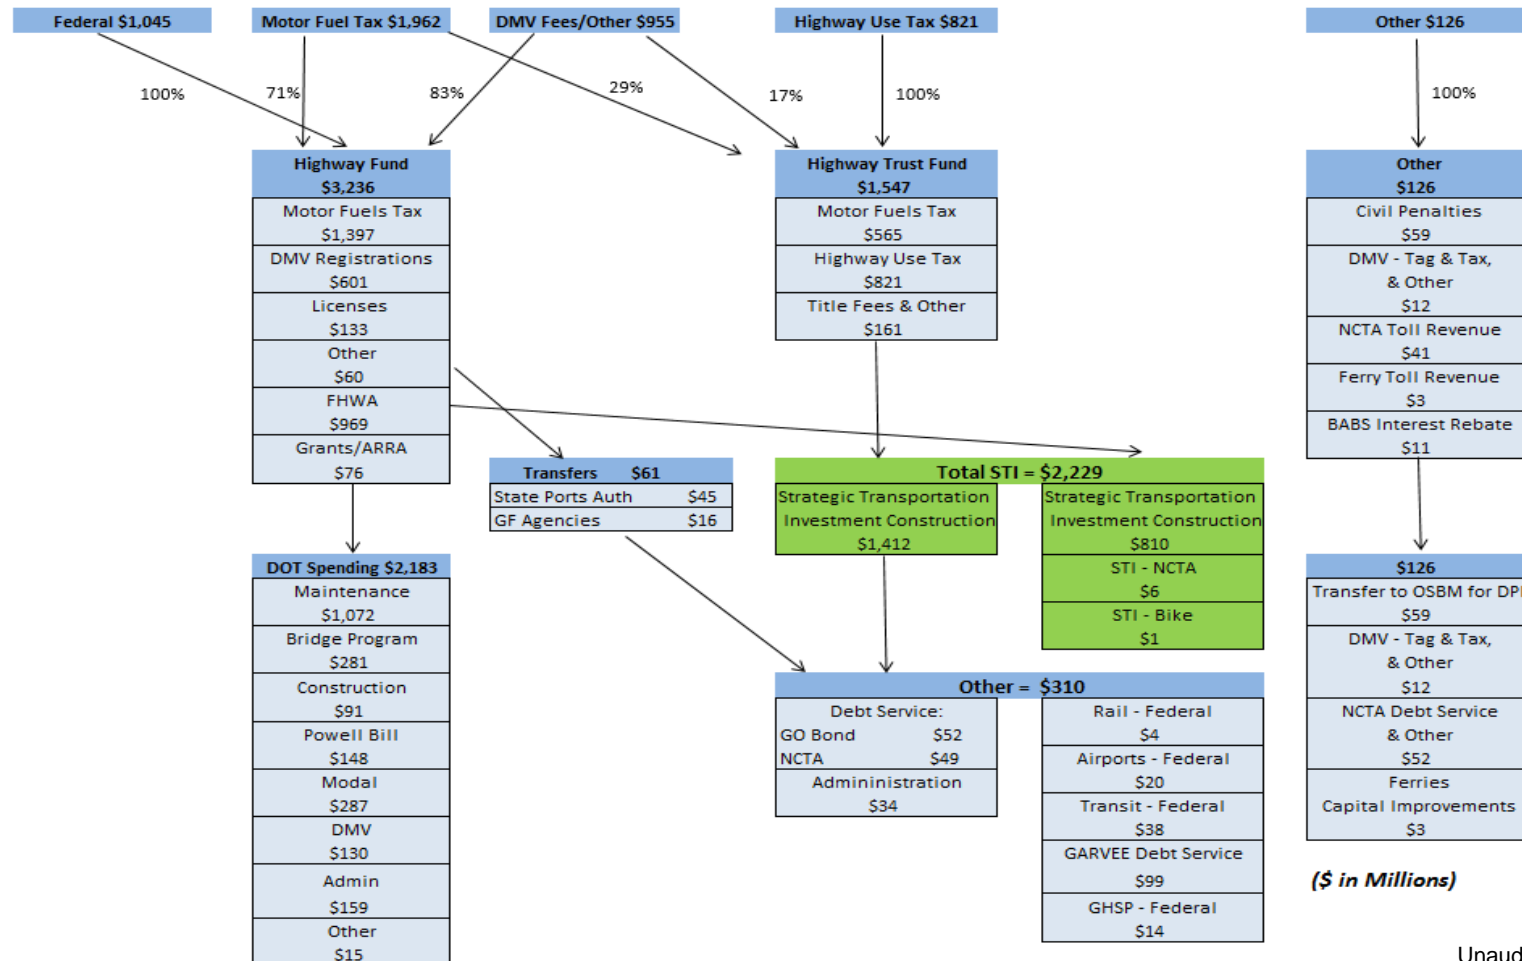 Federal $1,045
Motor Fuel Tax $1,962
DMV Fees/Other $955
Highway Use Tax $821
Other $126
100%
71%
83%
29%
17%
100%
100%
Highway Fund
$3,236
Motor Fuels Tax
$1,397
DMV Registrations
$601
Licenses
$133
Other
$60
FHWA
$969
Grants/ARRA
$76
Highway Trust Fund
$1,547
Motor Fuels Tax
$565
Highway Use Tax
$821
Title Fees & Other
$161
Other
$126
Civil Penalties
$59
DMV - Tag & Tax,
& Other
$12
NCTA Toll Revenue
$41
Ferry Toll Revenue
$3
BABS Interest Rebate
$11
Transfers $61
State Ports Auth $45
GF Agencies $16
Total STI = $2,229
Strategic Transportation
Investment Construction
$1,412
Strategic Transportation
Investment Construction
$810
STI - NCTA
$6
STI - Bike
$1
DOT Spending $2,183
Maintenance
$1,072
Bridge Program
$281
Construction
$91
Powell Bill
$148
Modal
$287
DMV
$130
Admin
$159
Other
$15
Other = $310
Debt Service:
GO Bond $52
NCTA $49
Admininistration
$34
Rail - Federal
$4
Airports - Federal
$20
Transit - Federal
$38
GARVEE Debt Service
$99
GHSP - Federal
$14
$126
Transfer to OSBM for DP
$59
DMV - Tag & Tax,
& Other
$12
NCTA Debt Service
& Other
$52
Ferries
Capital Improvements
$3
($ in Millions)
Unaud